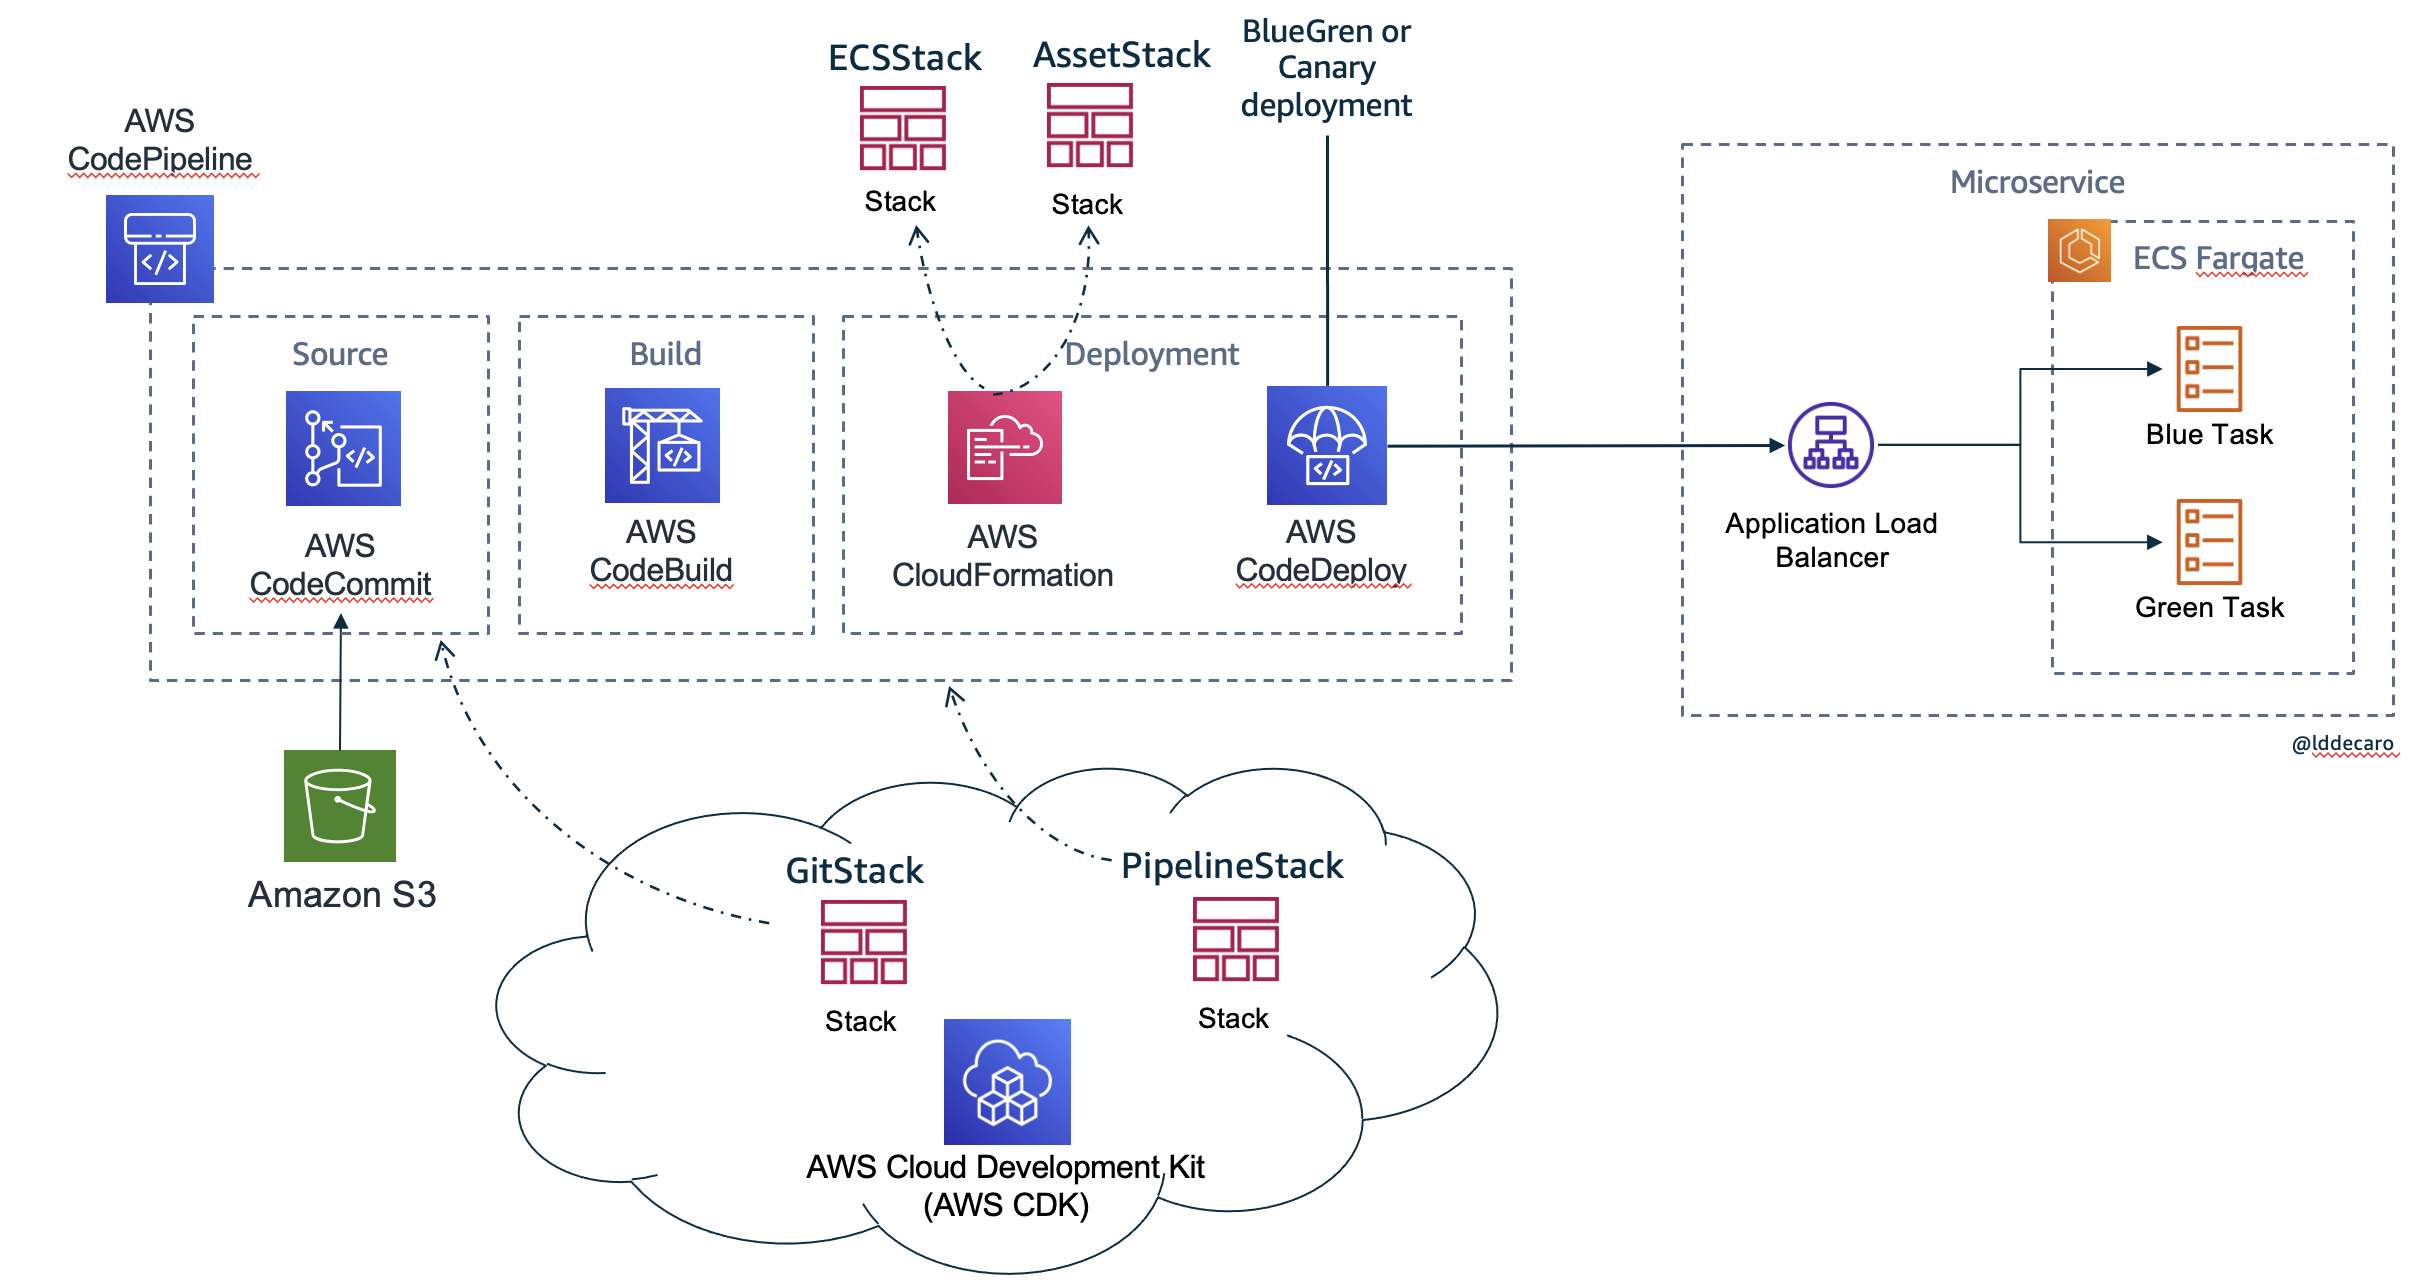 ECSStack
AssetStack
BlueGren or
Canary
deployment
AWS
CodePipeline
Stack
Stack
Source
Build
Deployment
AWS
CodeCommit
AWS
CodeBuild
AWS
CloudFormation
AWS
CodeDeploy
Microservice
ECS Fargate
Blue Task
Application Load
Balancer
Green Task
@lddecaro
Amazon S3
GitStack
PipelineStack
Stack
Stack
AWS Cloud Development Kit
(AWS CDK)